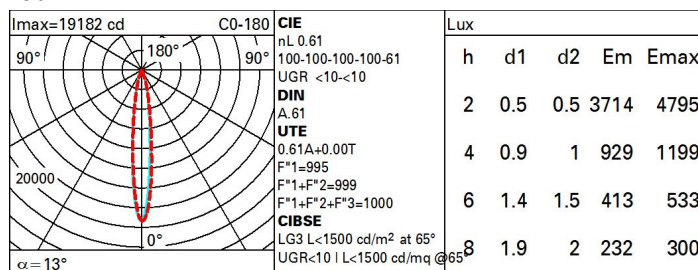 Imax=19182 cd C0-180
90° 180° 90°
20000
0°
α=13°
CIE
nL 0.61
100-100-100-100-61
UGR <10-<10
DIN
A.61
UTE
0.61A+0.00T
F"1=995
F"1+F"2=999
F"1+F"2+F"3=1000
CIBSE
LG3 L<1500 cd/m² at 65°
UGR<10 | L<1500 cd/mq @65°
Lux
h d1 d2 Em Emax
2 0.5 0.5 3714 4795
4 0.9 1 929 1199
6 1.4 1.5 413 533
8 1.9 2 232 300